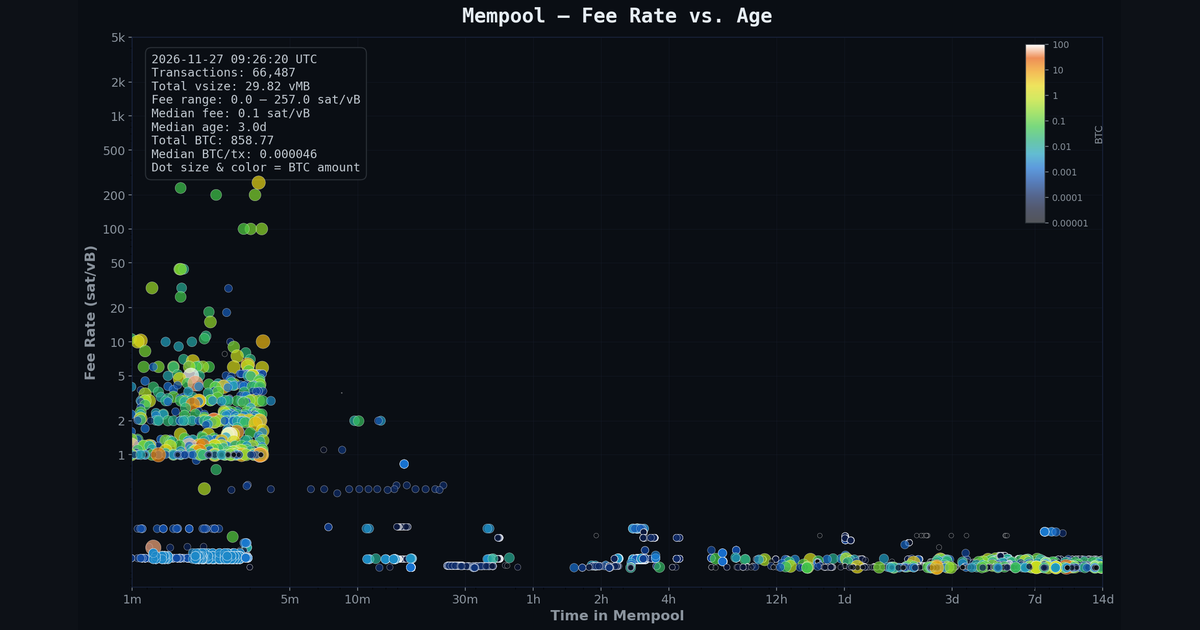 Mempool — Fee Rate vs. Age
2026-11-27 09:26:20 UTC
Transactions: 66,487
Total vsize: 29.82 vMB
Fee range: 0.0 – 257.0 sat/vB
Median fee: 0.1 sat/vB
Median age: 3.0d
Total BTC: 858.77
Median BTC/tx: 0.000046
Dot size & color = BTC amount
5k
2k
1k
500
200
100
50
20
10
5
2
1
Fee Rate (sat/vB)
100
10
1
0.1
0.01
0.001
0.0001
0.00001
BTC
1m 5m 10m 30m 1h 2h 4h 12h 1d 3d 7d 14d
Time in Mempool